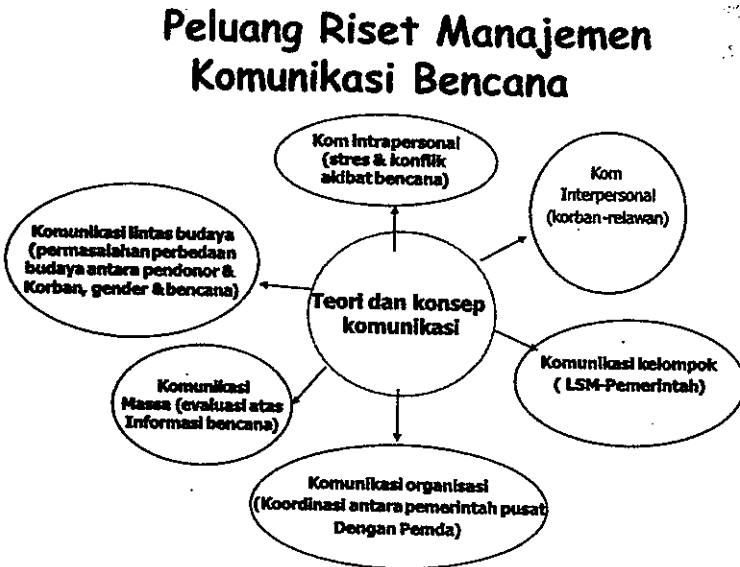 Peluang Riset Manajemen
Komunikasi Bencana
Kom Intrapersonal
(stres & konflik
akibat bencana)
Kom
Interpersonal
(korban-relawan)
Komunikasi lintas budaya
(permasalahan perbedaan
budaya antara pendonor &
Korban, gender & bencana)
Teori dan konsep
komunikasi
Komunikasi kelompok
( LSM-Pemerintah)
Komunikasi
Massa (evaluasi atas
Informasi bencana)
Komunikasi organisasi
(Koordinasi antara pemerintah pusat
Dengan Pemda)